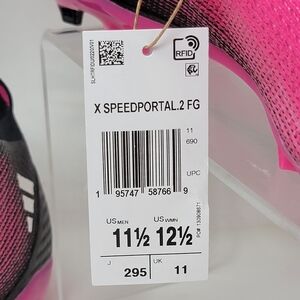 RFID
X SPEEDPORTAL.2 FG
11
690
UPC
1 95747 58766 9
US MEN US WMN
11½ 12½
J UK
295 11